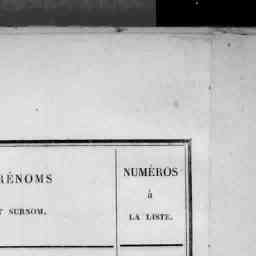 RÉNOMS
T SURNOM.
NUMÉROS
à
LA LISTE.